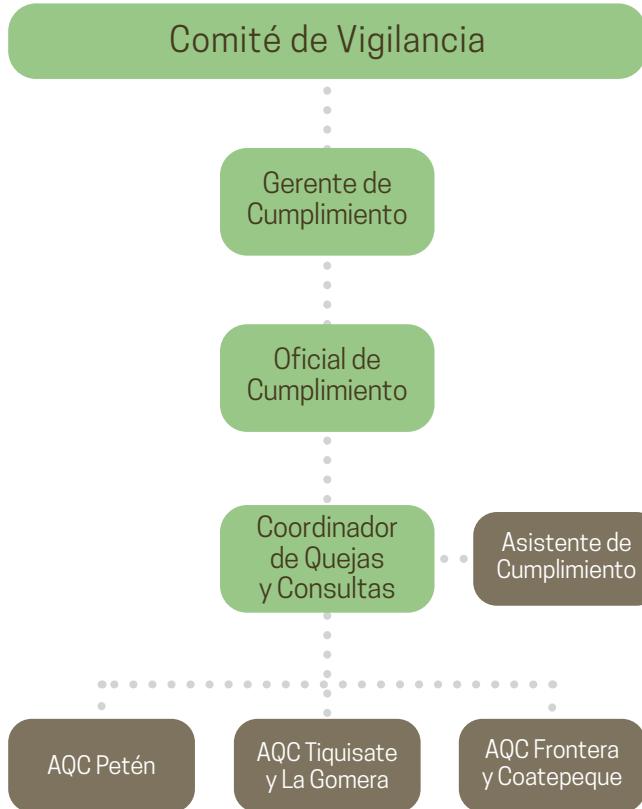 Comité de Vigilancia
Gerente de
Cumplimiento
Oficial de
Cumplimiento
Coordinador
de Quejas
y Consultas
Asistente de
Cumplimiento
AQC Petén
AQC Tiquisate
y La Gomera
AQC Frontera
y Coatepeque